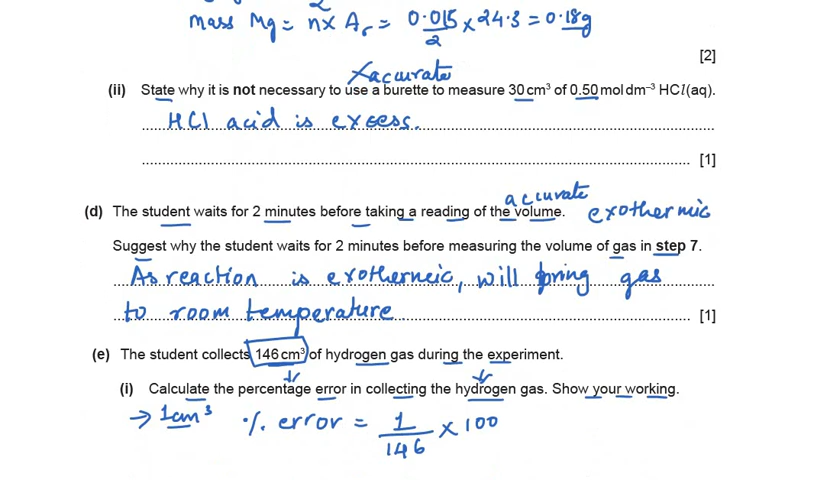 mass Mg = n x Ar = 0.015/2 x 24.3 = 0.18g
[2]
xaccurate
(ii) State why it is not necessary to use a burette to measure 30 cm³ of 0.50 mol dm⁻³ HCl(aq).
HCl acid is excess.
[1]
accurate
(d) The student waits for 2 minutes before taking a reading of the volume. exothermic
Suggest why the student waits for 2 minutes before measuring the volume of gas in step 7.
As reaction is exothermic, will bring gas
to room temperature [1]
(e) The student collects 146 cm³ of hydrogen gas during the experiment.
(i) Calculate the percentage error in collecting the hydrogen gas. Show your working.
→ 1cm³ % error = 1/146 x 100